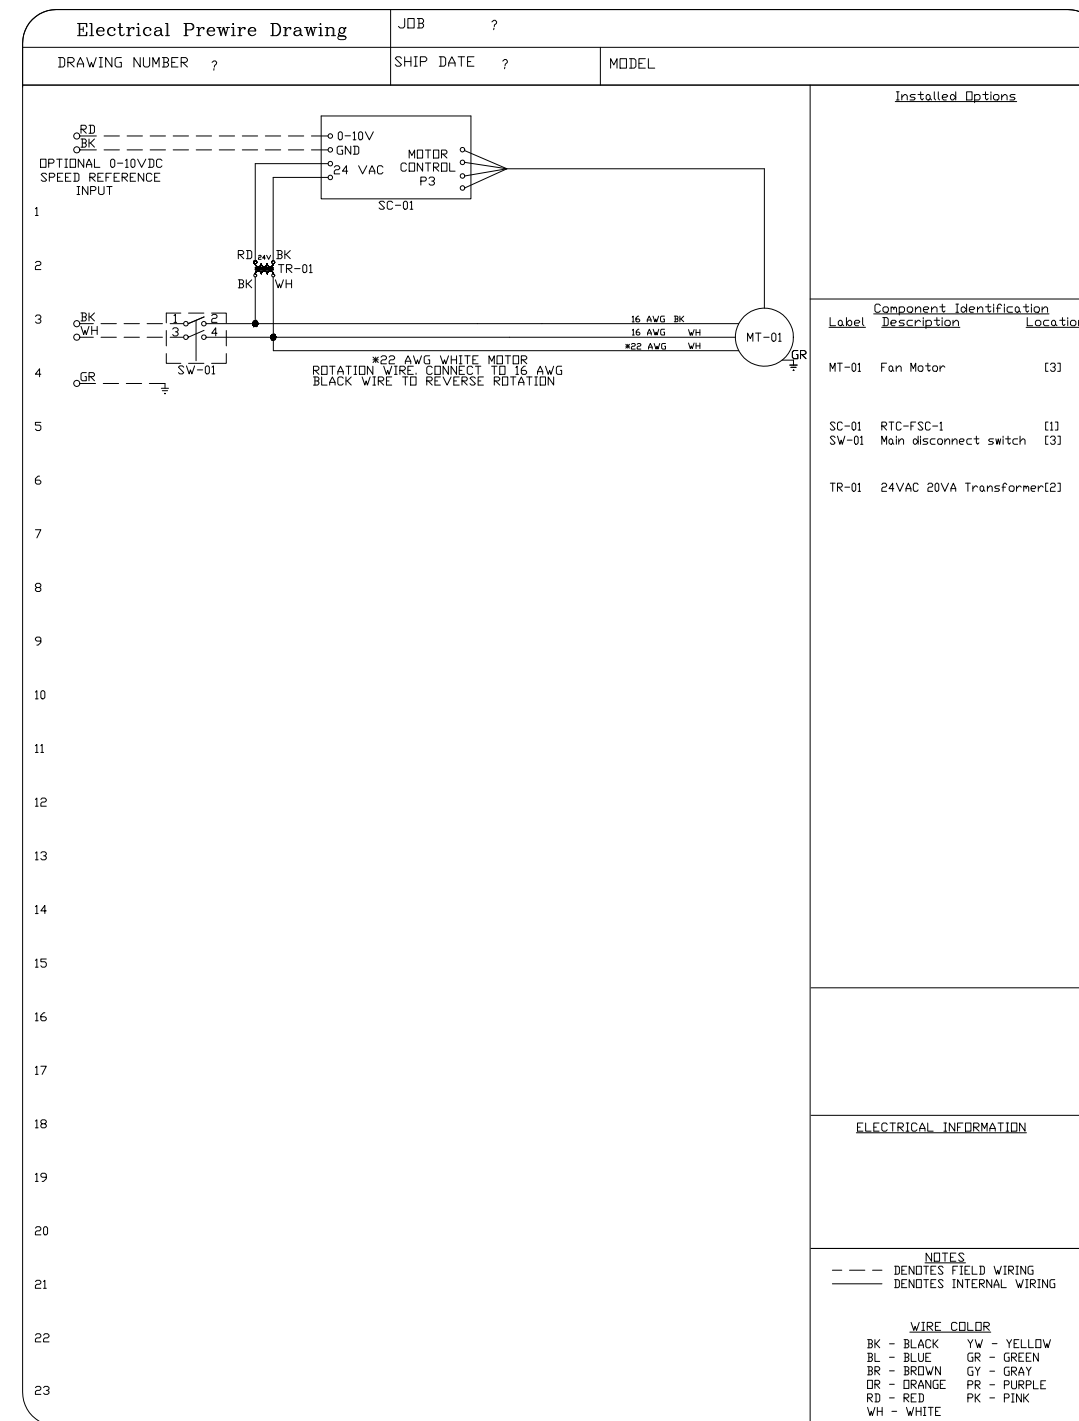 Electrical Prewire Drawing
JOB ?
DRAWING NUMBER ?
SHIP DATE ?
MODEL
Installed Options
RD
BK
OPTIONAL 0-10VDC
SPEED REFERENCE
INPUT
0-10V
GND
24 VAC
MOTOR
CONTROL
P3
SC-01
1
2
RD 24V BK
TR-01
BK WH
3
BK
WH
1 2
3 4
SW-01
16 AWG BK
16 AWG WH
*22 AWG WH
MT-01
GR
*22 AWG WHITE MOTOR
ROTATION WIRE. CONNECT TO 16 AWG
BLACK WIRE TO REVERSE ROTATION
4
GR
5
6
7
8
9
10
11
12
13
14
15
16
17
18
19
20
21
22
23
Component Identification
Label Description Location
MT-01 Fan Motor [3]
SC-01 RTC-FSC-1 [1]
SW-01 Main disconnect switch [3]
TR-01 24VAC 20VA Transformer[2]
ELECTRICAL INFORMATION
NOTES
DENOTES FIELD WIRING
DENOTES INTERNAL WIRING
WIRE COLOR
BK - BLACK YW - YELLOW
BL - BLUE GR - GREEN
BR - BROWN GY - GRAY
OR - ORANGE PR - PURPLE
RD - RED PK - PINK
WH - WHITE